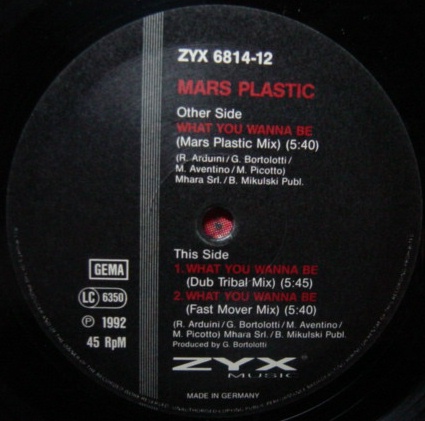 ZYX 6814-12
MARS PLASTIC
Other Side
WHAT YOU WANNA BE
(Mars Plastic Mix) (5:40)
(R. Arduini/G. Bortolotti/
M. Aventino/M. Picotto)
Mhara Srl./B. Mikulski Publ.
This Side
1. WHAT YOU WANNA BE
(Dub Tribal Mix) (5:45)
2. WHAT YOU WANNA BE
(Fast Mover Mix) (5:40)
(R. Arduini/G. Bortolotti/M. Aventino/
M. Picotto) Mhara Srl./B. Mikulski Publ.
Produced by G. Bortolotti
GEMA
LC 6350
℗ 1992
45 RpM
ZYX®
MUSIC
MADE IN GERMANY